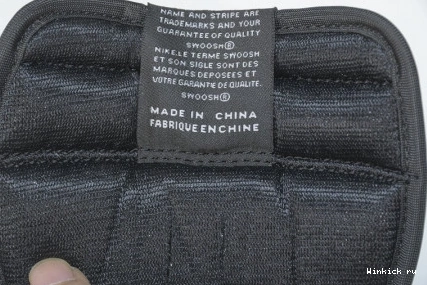 NAME AND STRIPE ARE
TRADEMARKS AND YOUR
GUARANTEE OF QUALITY
SWOOSH®
NIKE,LE TERME SWOOSH
ET SON SIGLE SONT DES
MARQUES DEPOSEES ET
VOTRE GARANTIE DE QUALITE.
SWOOSH®
MADE IN CHINA
FABRIQUE EN CHINE
Winkick ru